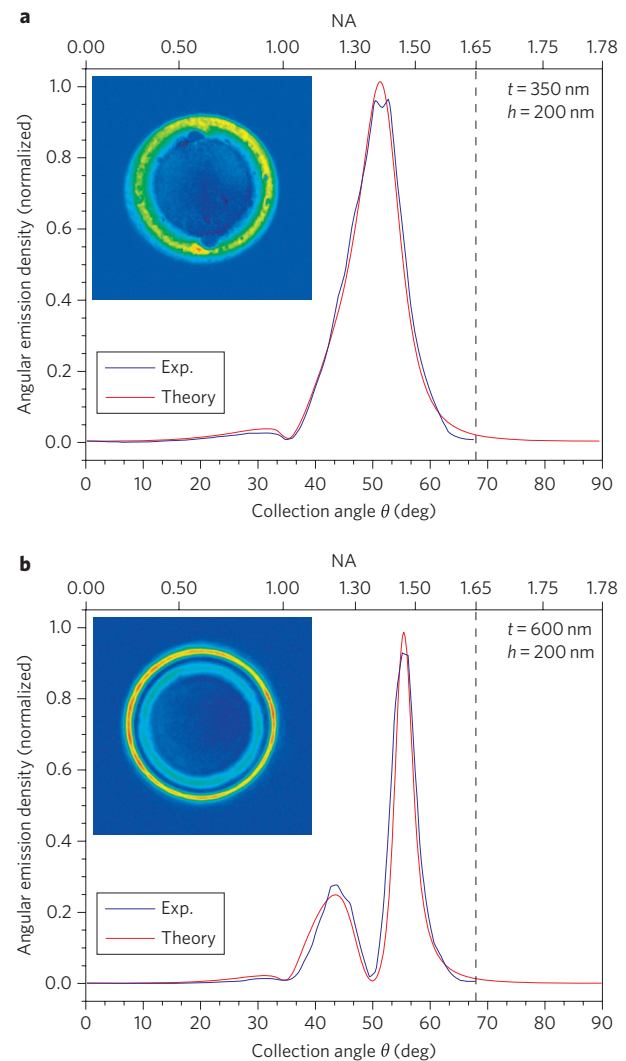 a
NA
0.00 0.50 1.00 1.30 1.50 1.65 1.75 1.78
t = 350 nm
h = 200 nm
1.0
0.8
0.6
0.4
0.2
0.0
Angular emission density (normalized)
Exp.
Theory
0 10 20 30 40 50 60 70 80 90
Collection angle θ (deg)
b
NA
0.00 0.50 1.00 1.30 1.50 1.65 1.75 1.78
t = 600 nm
h = 200 nm
1.0
0.8
0.6
0.4
0.2
0.0
Angular emission density (normalized)
Exp.
Theory
0 10 20 30 40 50 60 70 80 90
Collection angle θ (deg)